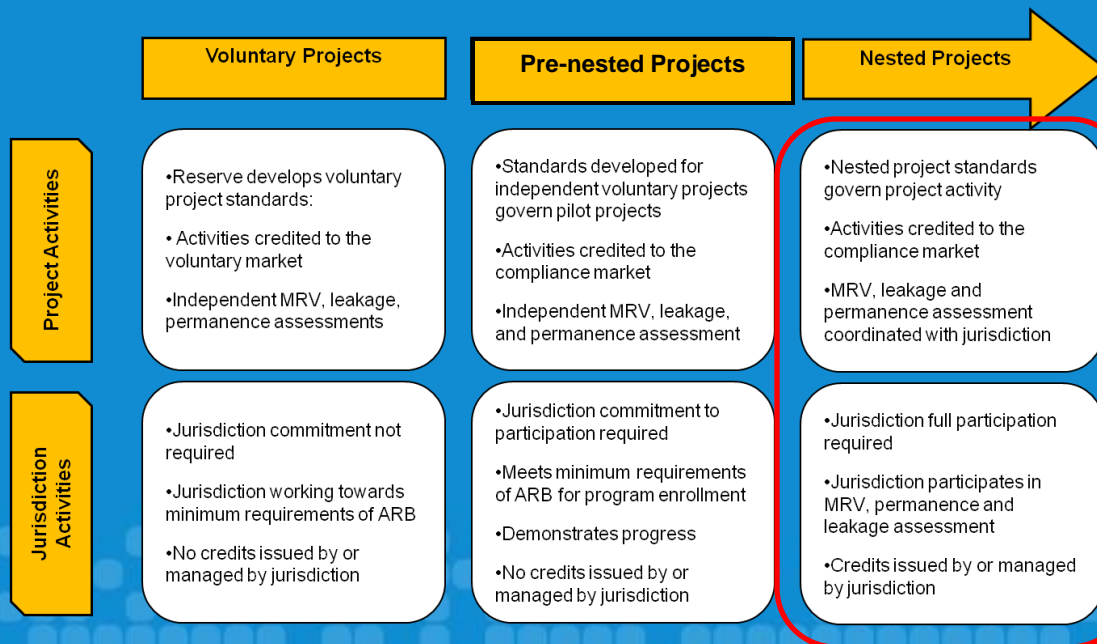 Voluntary Projects
Pre-nested Projects
Nested Projects
Project Activities
•Reserve develops voluntary
project standards:
• Activities credited to the
voluntary market
•Independent MRV, leakage,
permanence assessments
•Standards developed for
independent voluntary projects
govern pilot projects
•Activities credited to the
compliance market
•Independent MRV, leakage,
and permanence assessment
•Nested project standards
govern project activity
•Activities credited to the
compliance market
•MRV, leakage and
permanence assessment
coordinated with jurisdiction
Jurisdiction
Activities
•Jurisdiction commitment not
required
•Jurisdiction working towards
minimum requirements of ARB
•No credits issued by or
managed by jurisdiction
•Jurisdiction commitment to
participation required
•Meets minimum requirements
of ARB for program enrollment
•Demonstrates progress
•No credits issued by or
managed by jurisdiction
•Jurisdiction full participation
required
•Jurisdiction participates in
MRV, permanence and
leakage assessment
•Credits issued by or managed
by jurisdiction